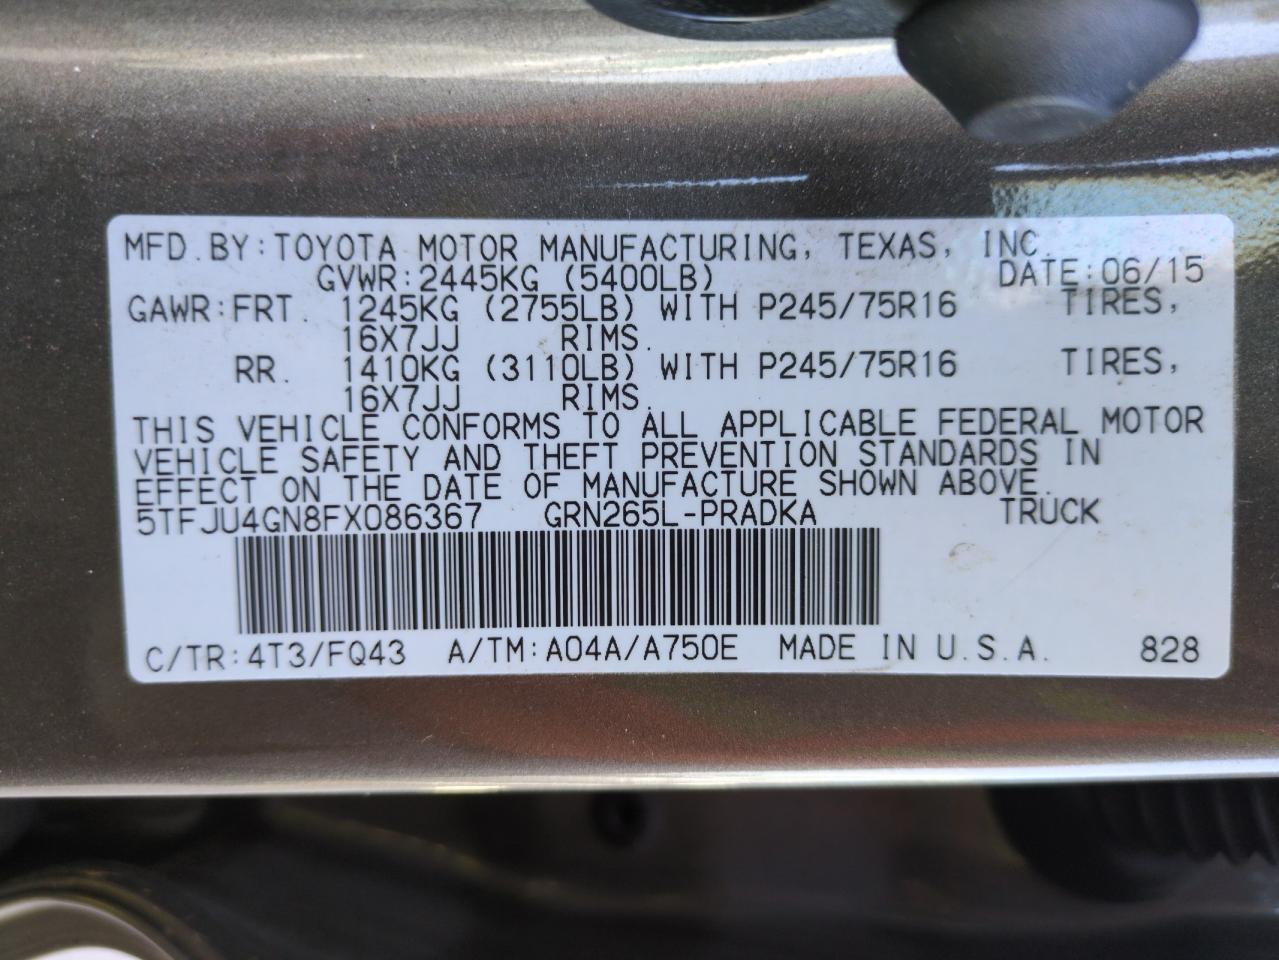 MFD. BY: TOYOTA MOTOR MANUFACTURING, TEXAS, INC.
GVWR: 2445KG (5400LB) DATE: 06/15
GAWR: FRT. 1245KG (2755LB) WITH P245/75R16 TIRES,
16X7JJ RIMS.
RR. 1410KG (3110LB) WITH P245/75R16 TIRES,
16X7JJ RIMS.
THIS VEHICLE CONFORMS TO ALL APPLICABLE FEDERAL MOTOR
VEHICLE SAFETY AND THEFT PREVENTION STANDARDS IN
EFFECT ON THE DATE OF MANUFACTURE SHOWN ABOVE.
5TFJU4GN8FX086367 GRN265L-PRADKA TRUCK
C/TR: 4T3/FQ43 A/TM: A04A/A750E MADE IN U.S.A. 828